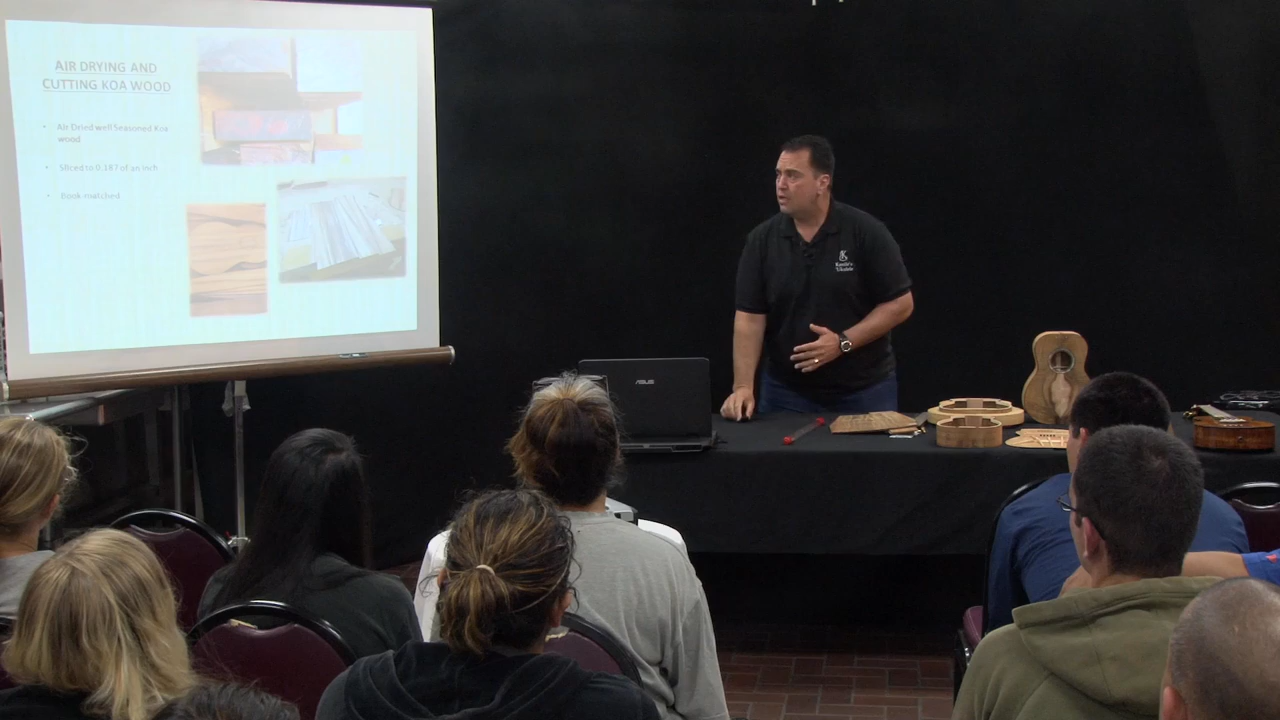 AIR DRYING AND
CUTTING KOA WOOD
• Air Dried well Seasoned Koa
wood
• Sliced to 0.187 of an inch
• Book matched
ASUS
Ukulele